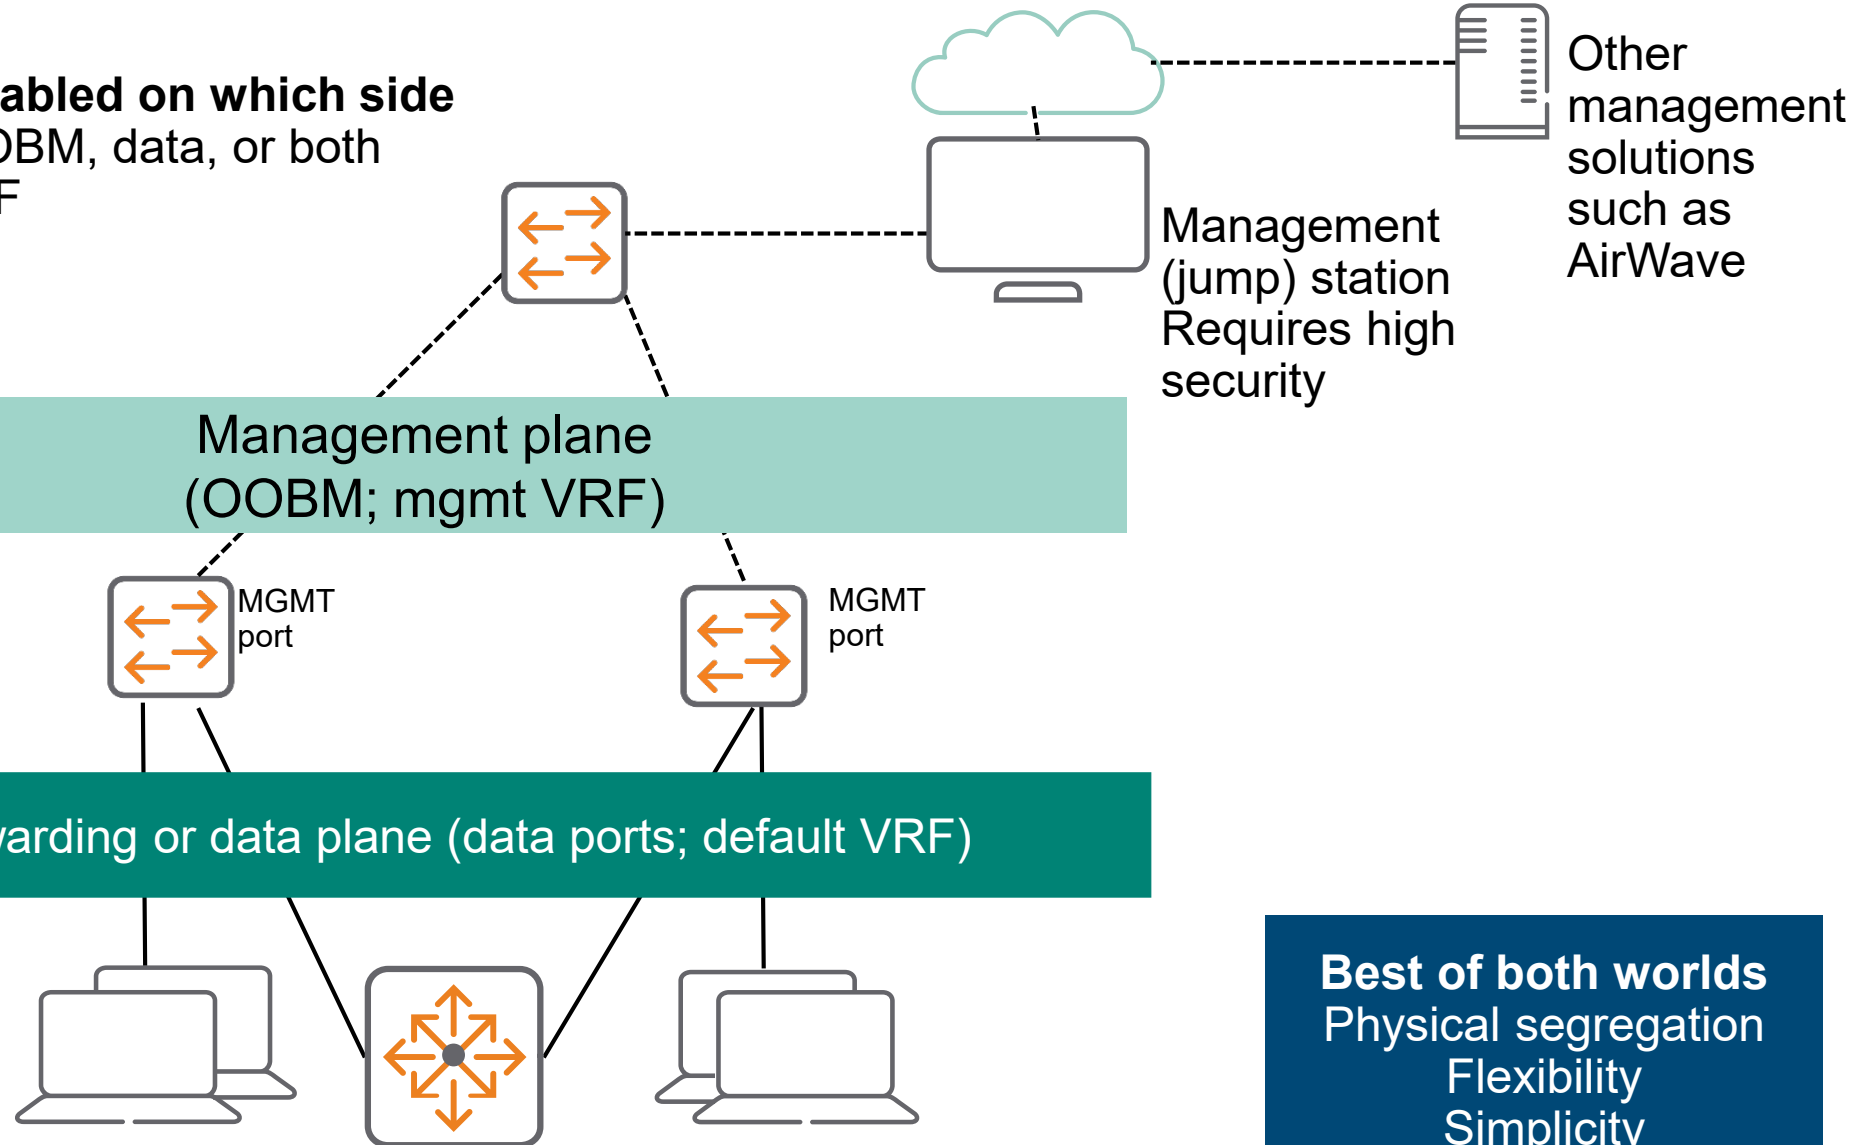 abled on which side
OBM, data, or both
F
Other
management
solutions
such as
AirWave
Management
(jump) station
Requires high
security
Management plane
(OOBM; mgmt VRF)
MGMT
port
MGMT
port
warding or data plane (data ports; default VRF)
Best of both worlds
Physical segregation
Flexibility
Simplicity